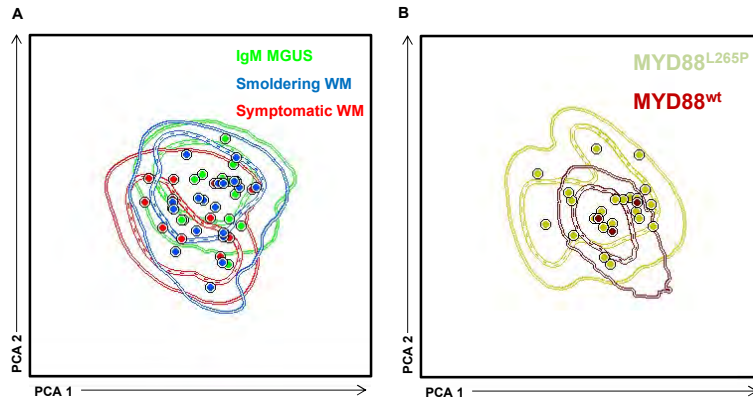 A
IgM MGUS
Smoldering WM
Symptomatic WM
PCA 2
PCA 1
B
MYD88L265P
MYD88wt
PCA 2
PCA 1